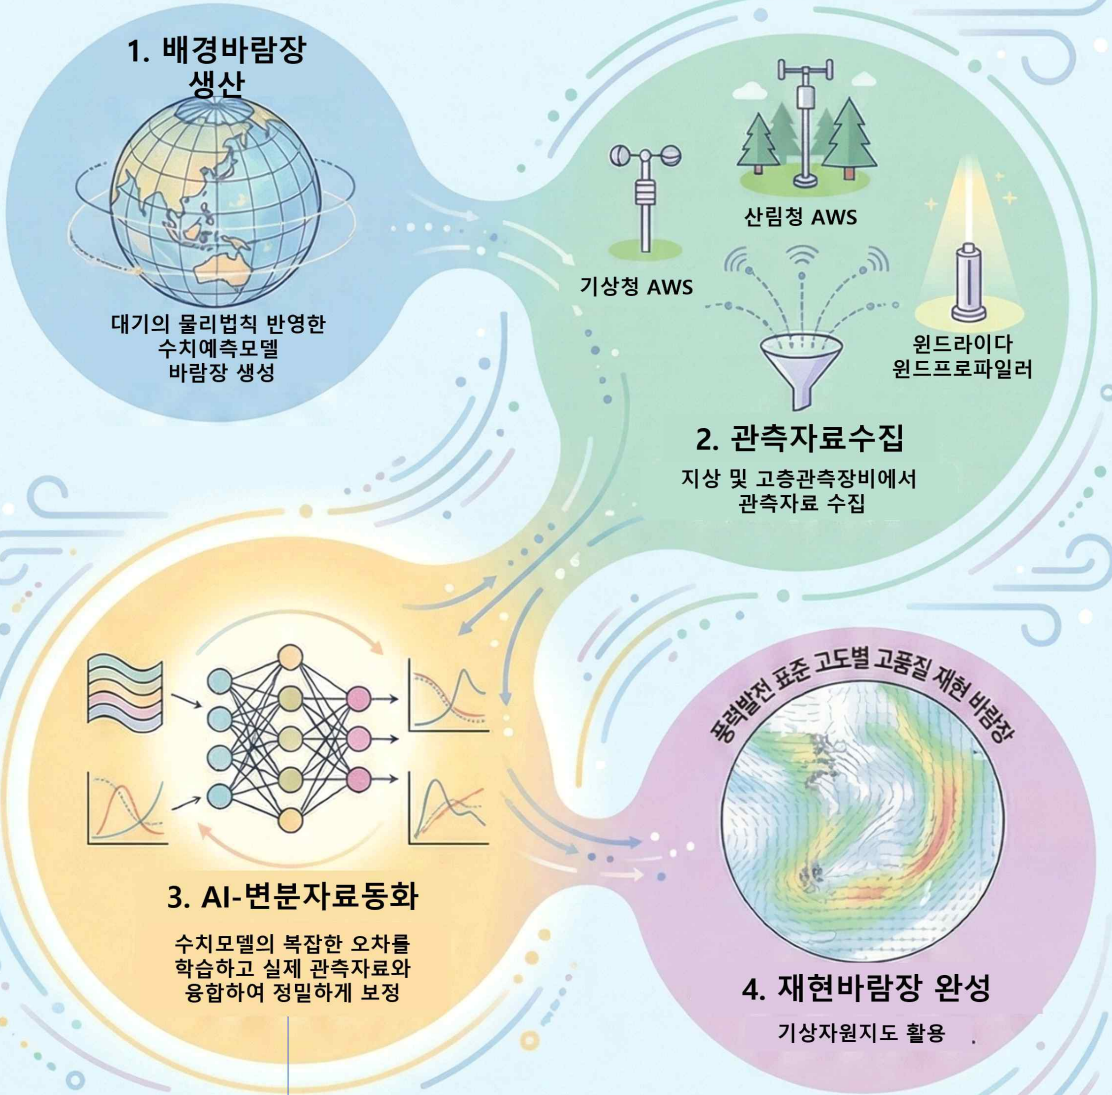 1. 배경바람장
생산
대기의 물리법칙 반영한
수치예측모델
바람장 생성
산림청 AWS
기상청 AWS
윈드라이다
윈드프로파일러
2. 관측자료수집
지상 및 고층관측장비에서
관측자료 수집
3. AI-변분자료동화
수치모델의 복잡한 오차를
학습하고 실제 관측자료와
융합하여 정밀하게 보정
풍력발전 표준 고도별 고품질 재현 바람장
4. 재현바람장 완성
기상자원지도 활용 .